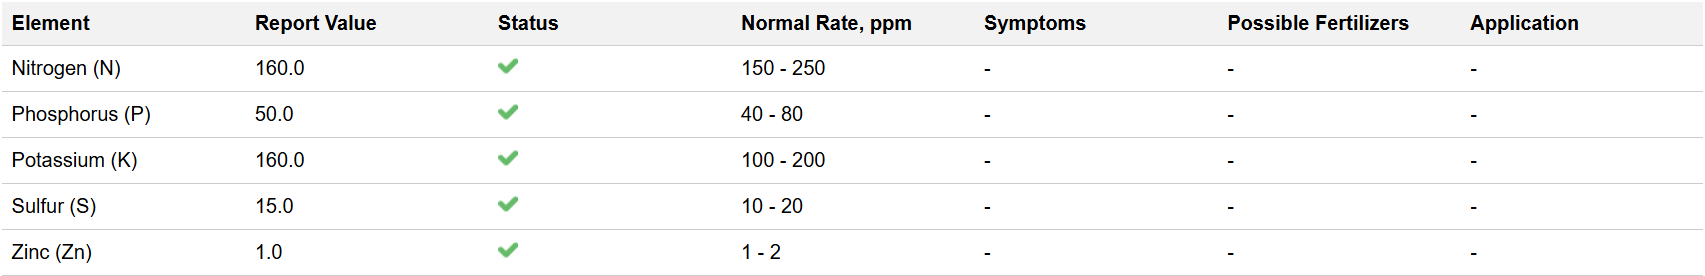 Element Report Value Status Normal Rate, ppm Symptoms Possible Fertilizers Application
Nitrogen (N) 160.0 150 - 250 - - -
Phosphorus (P) 50.0 40 - 80 - - -
Potassium (K) 160.0 100 - 200 - - -
Sulfur (S) 15.0 10 - 20 - - -
Zinc (Zn) 1.0 1 - 2 - - -